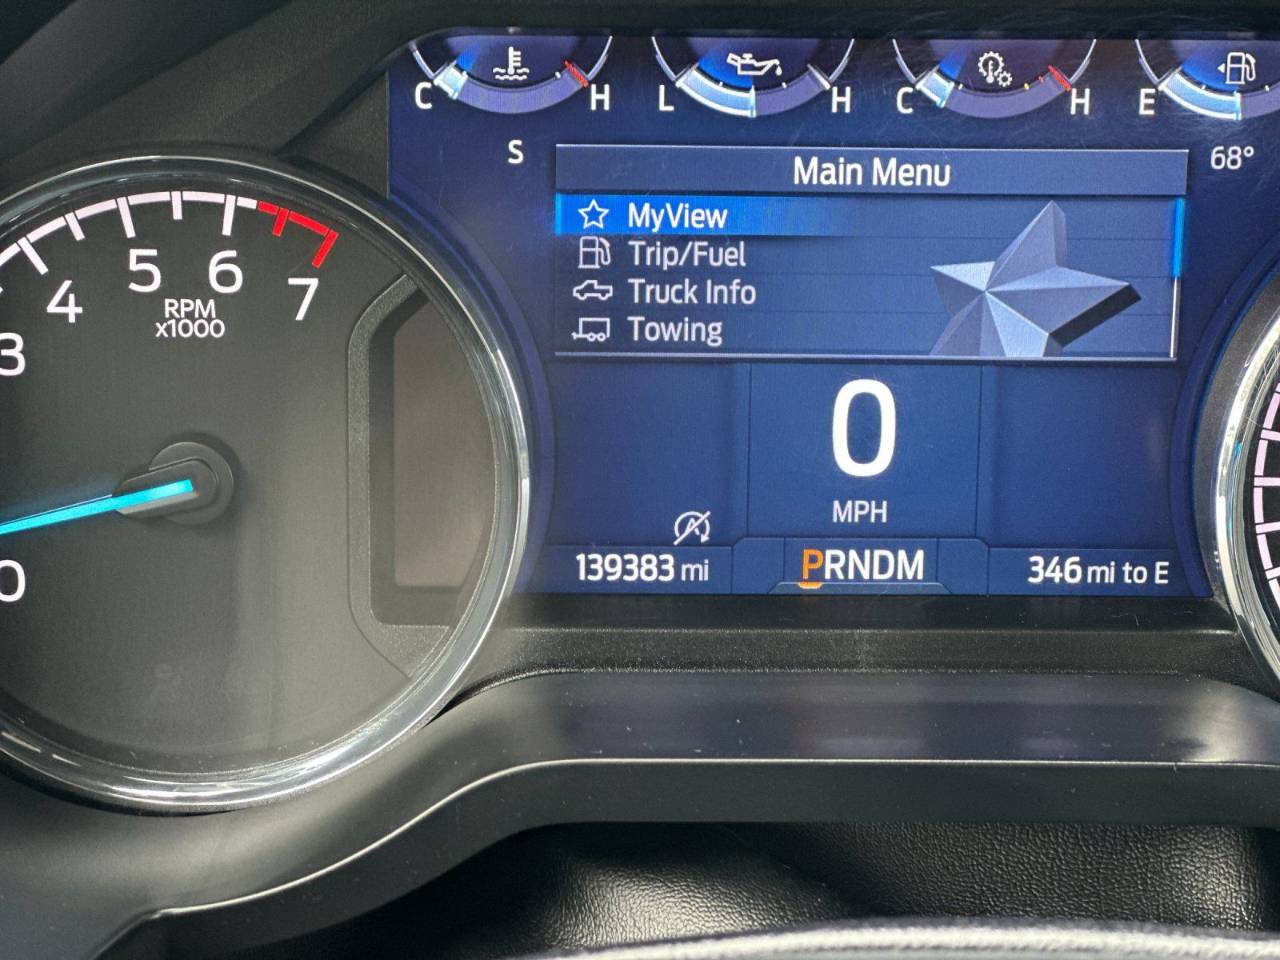 C H L H C H E
S
68°
Main Menu
MyView
Trip/Fuel
Truck Info
Towing
0
MPH
139383 mi
PRNDM
346 mi to E
0
3
4
5
6
7
RPM
x1000